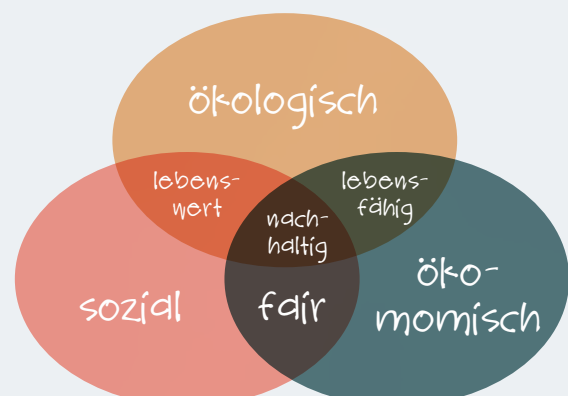 ökologisch
lebens-
wert
lebens-
fähig
nach-
haltig
sozial
fair
öko-
momisch